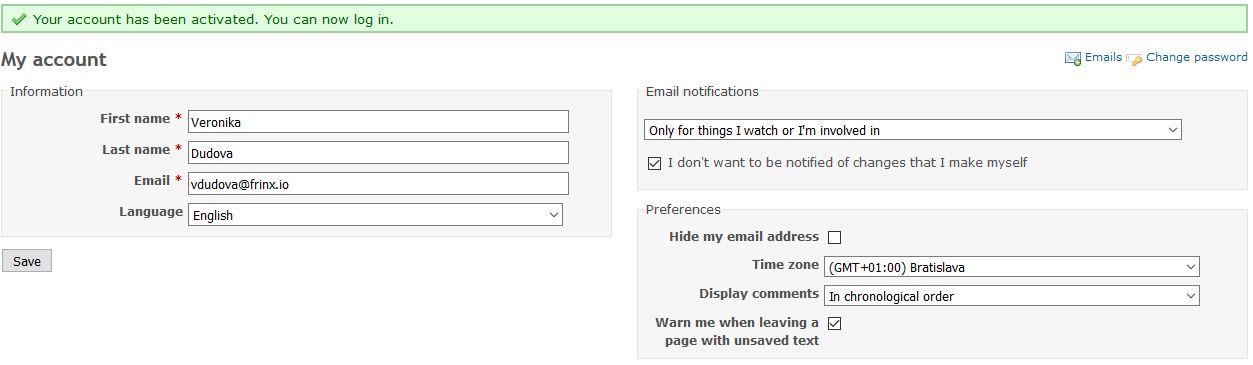 Your account has been activated. You can now log in.
My account
Emails Change password
Information
First name * Veronika
Last name * Dudova
Email * vdudova@frinx.io
Language English
Save
Email notifications
Only for things I watch or I'm involved in
I don't want to be notified of changes that I make myself
Preferences
Hide my email address
Time zone (GMT+01:00) Bratislava
Display comments In chronological order
Warn me when leaving a
page with unsaved text